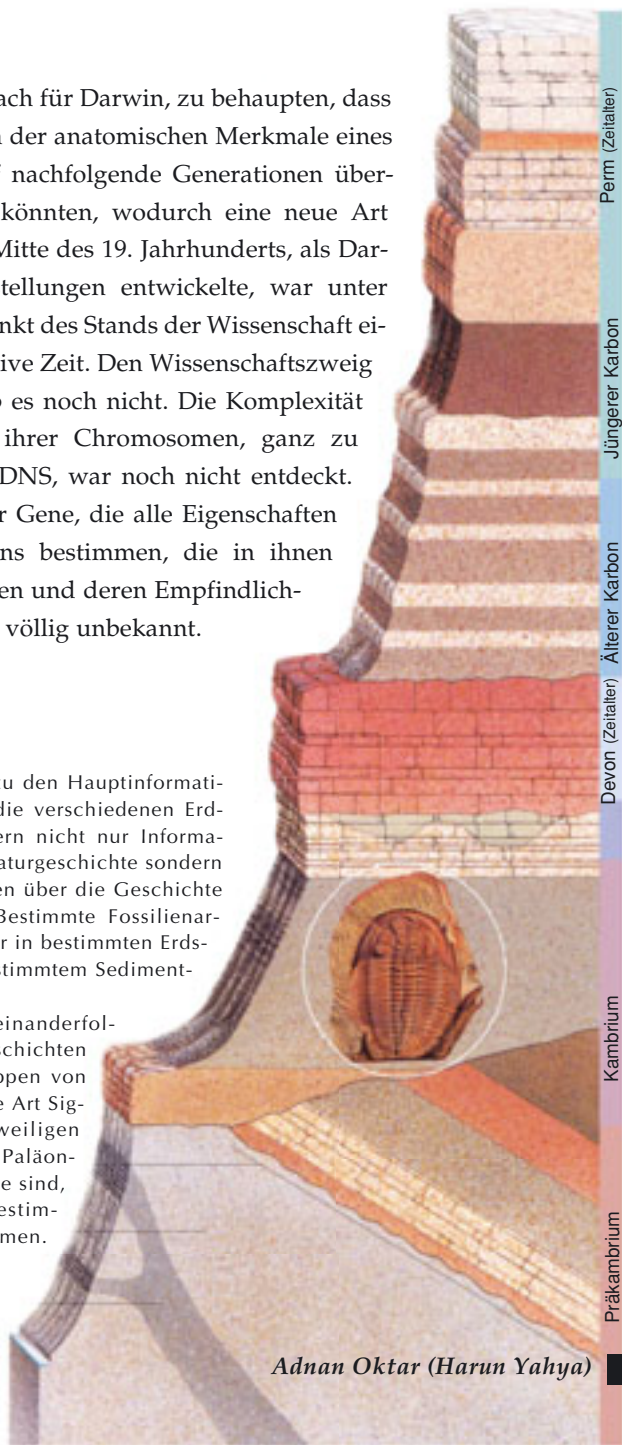 ach für Darwin, zu behaupten, dass
der anatomischen Merkmale eines
nachfolgende Generationen über-
könnten, wodurch eine neue Art
Mitte des 19. Jahrhunderts, als Dar-
tellungen entwickelte, war unter
nkt des Stands der Wissenschaft ei-
ive Zeit. Den Wissenschaftszweig
es noch nicht. Die Komplexität
ihrer Chromosomen, ganz zu
DNS, war noch nicht entdeckt.
r Gene, die alle Eigenschaften
ns bestimmen, die in ihnen
en und deren Empfindlich-
völlig unbekannt.
zu den Hauptinformati-
die verschiedenen Erd-
ern nicht nur Informa-
aturgeschichte sondern
en über die Geschichte
Bestimmte Fossilienar-
r in bestimmten Erds-
stimmtem Sediment-
einanderfol-
schichten
ppen von
e Art Sig-
weiligen
Paläon-
e sind,
estim-
men.
Perm (Zeitalter)
Jüngerer Karbon
Älterer Karbon
Devon (Zeitalter)
Kambrium
Präkambrium
Adnan Oktar (Harun Yahya)